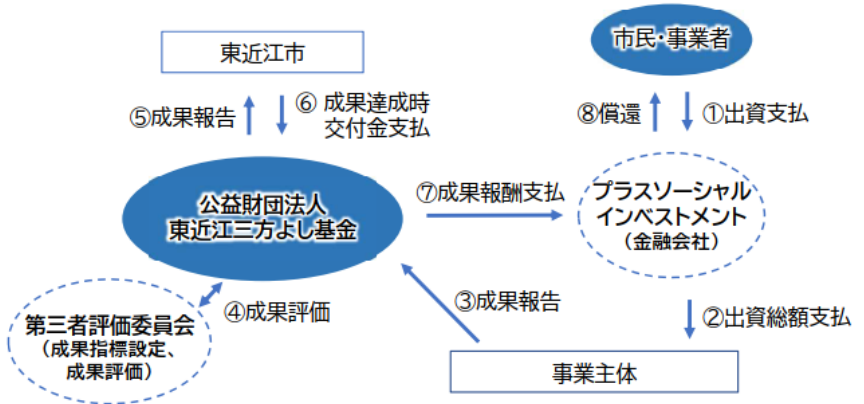 東近江市
市民・事業者
⑤成果報告
⑥ 成果達成時
交付金支払
⑧償還
①出資支払
公益財団法人
東近江三方よし基金
⑦成果報酬支払
プラスソーシャル
インベストメント
（金融会社）
第三者評価委員会
（成果指標設定、
成果評価）
④成果評価
③成果報告
②出資総額支払
事業主体